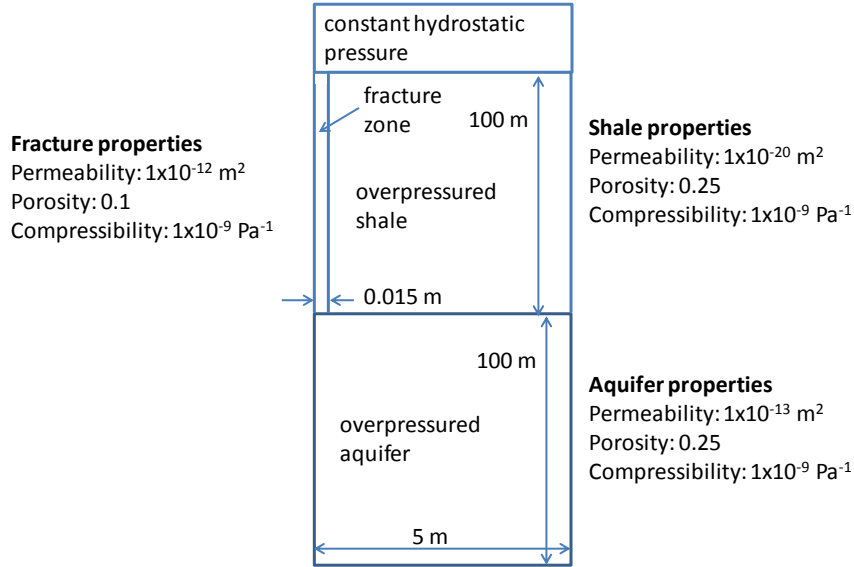 constant hydrostatic
pressure
fracture
zone
100 m
Fracture properties
Permeability: 1x10⁻¹² m²
Porosity: 0.1
Compressibility: 1x10⁻⁹ Pa⁻¹
Shale properties
Permeability: 1x10⁻²⁰ m²
Porosity: 0.25
Compressibility: 1x10⁻⁹ Pa⁻¹
overpressured
shale
0.015 m
100 m
overpressured
aquifer
Aquifer properties
Permeability: 1x10⁻¹³ m²
Porosity: 0.25
Compressibility: 1x10⁻⁹ Pa⁻¹
5 m